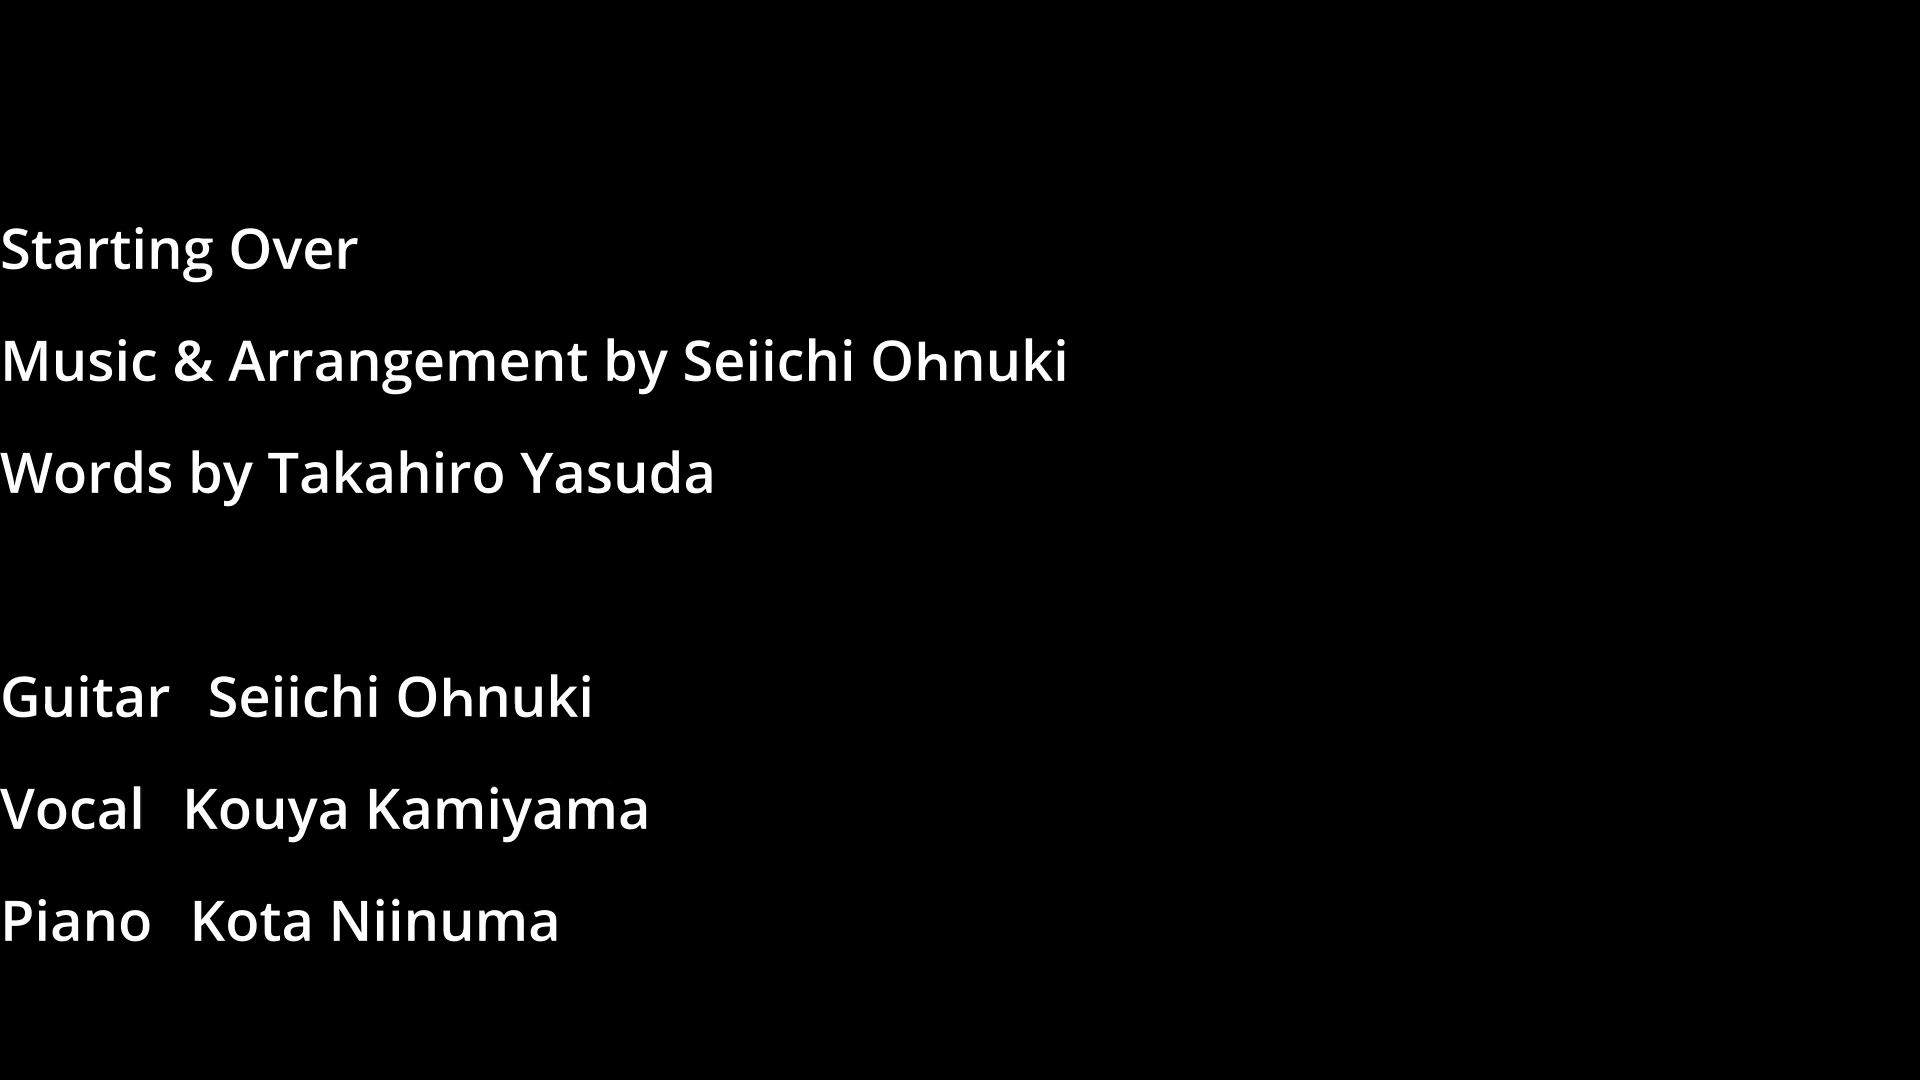 Starting Over
Music & Arrangement by Seiichi Ohnuki
Words by Takahiro Yasuda
Guitar  Seiichi Ohnuki
Vocal  Kouya Kamiyama
Piano  Kota Niinuma